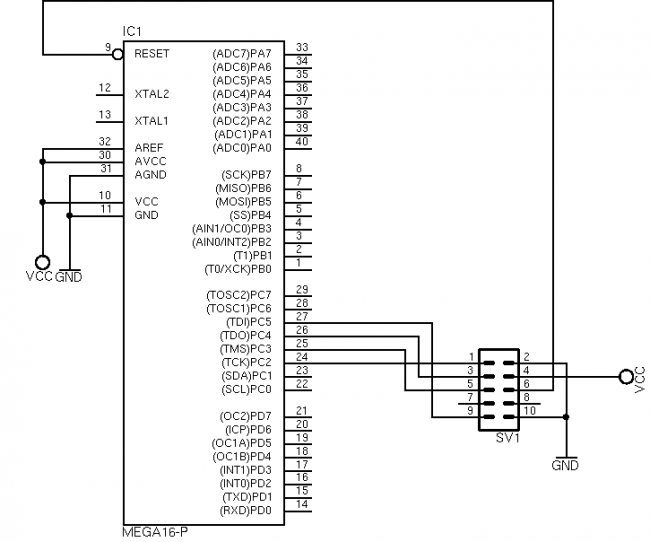 IC1
9 RESET (ADC7)PA7 33
(ADC6)PA6 34
(ADC5)PA5 35
12 XTAL2 (ADC4)PA4 36
(ADC3)PA3 37
13 XTAL1 (ADC2)PA2 38
(ADC1)PA1 39
32 AREF (ADC0)PA0 40
30 AVCC
31 AGND (SCK)PB7 8
(MISO)PB6 7
10 VCC (MOSI)PB5 6
11 GND (SS)PB4 5
(AIN1/OC0)PB3 4
(AIN0/INT2)PB2 3
(T1)PB1 2
(T0/XCK)PB0 1
VCC GND
(TOSC2)PC7 29
(TOSC1)PC6 28
(TDI)PC5 27
(TDO)PC4 26
(TMS)PC3 25
(TCK)PC2 24
(SDA)PC1 23
(SCL)PC0 22
1 2
3 4
5 6
7 8
9 10
SV1
VCC
GND
(OC2)PD7 21
(ICP)PD6 20
(OC1A)PD5 19
(OC1B)PD4 18
(INT1)PD3 17
(INT0)PD2 16
(TXD)PD1 15
(RXD)PD0 14
MEGA16-P